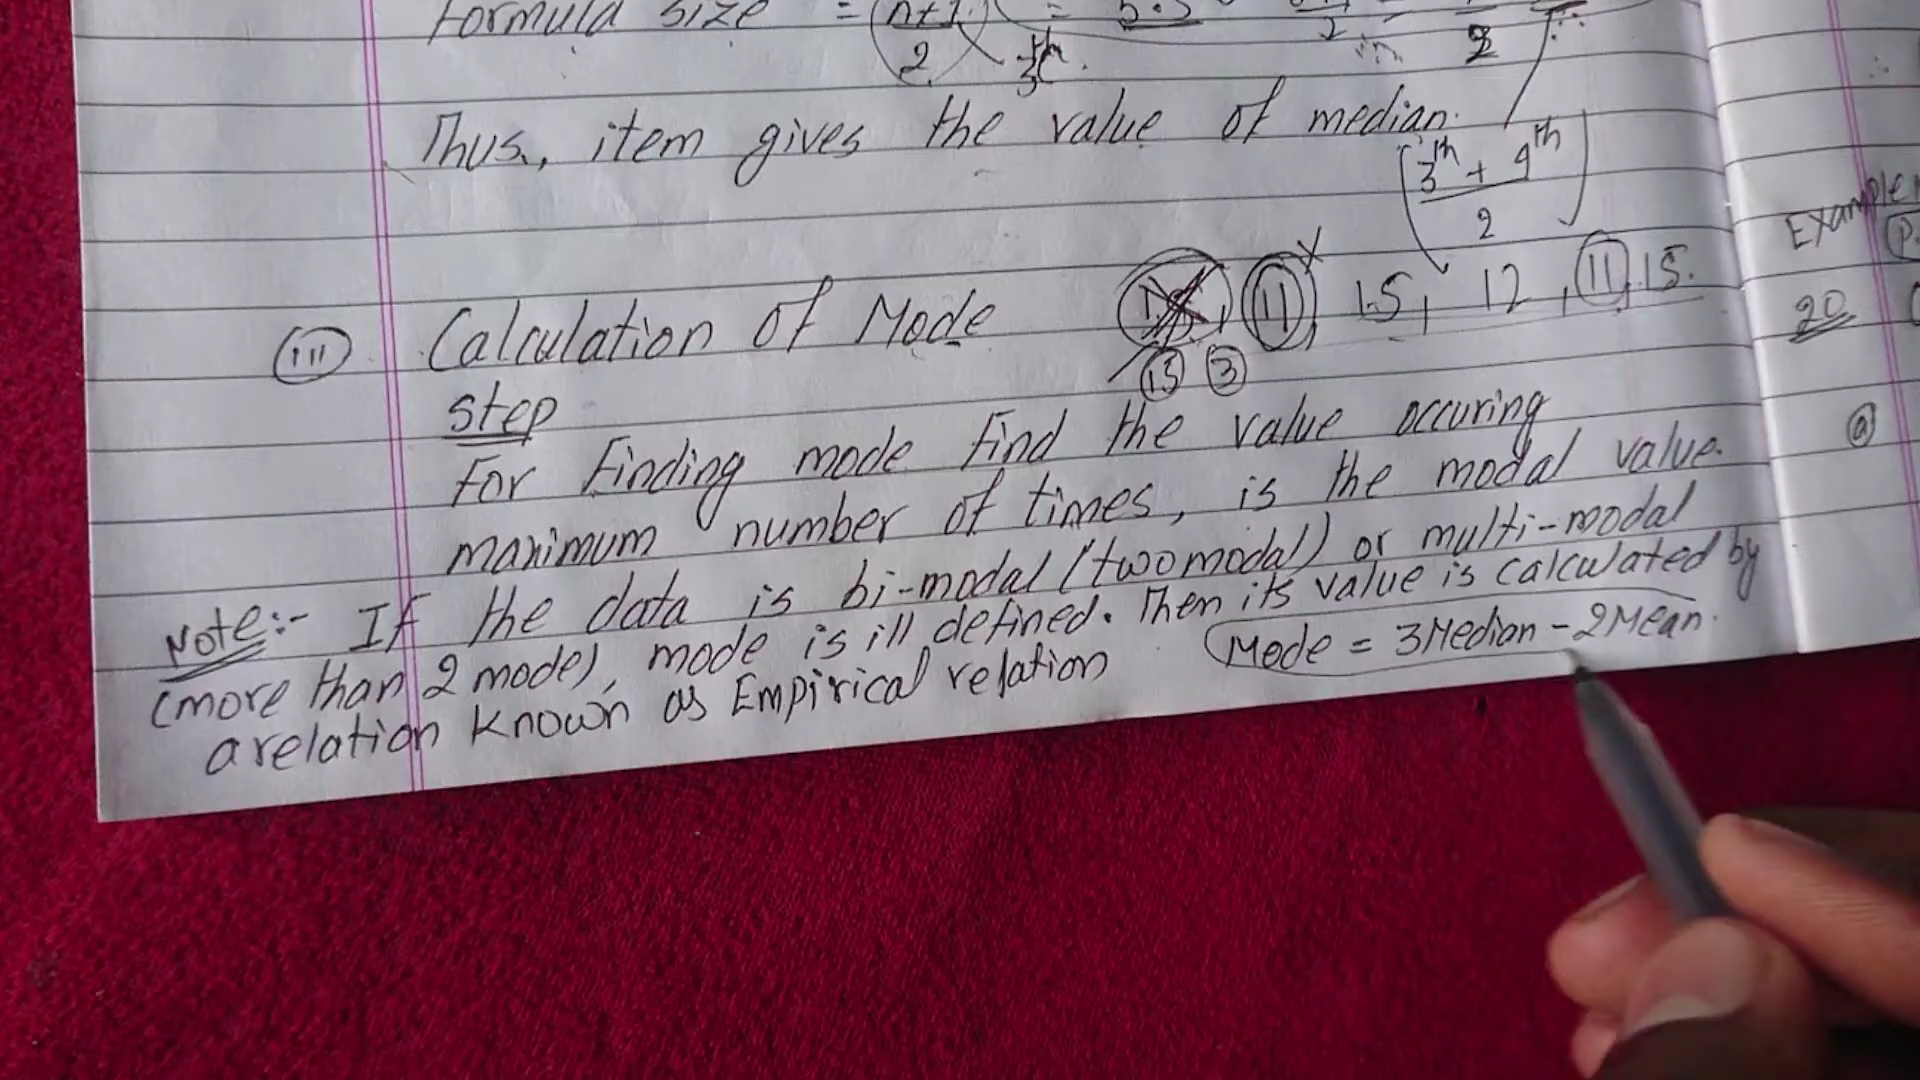 Formula size = (n+1)/2 th = 
Thus, item gives the value of median.
(3th + 4th)/2
Example
(iii) Calculation of Mode 11, 15, 12, 11, 15.
13 3
20
step
For finding mode find the value occuring
maximum number of times, is the modal value.
(a)
Note:- If the data is bi-modal (two modal) or multi-modal
(more than 2 mode), mode is ill defined. Then its value is calculated by
a relation known as Empirical relation Mode = 3Median - 2Mean.